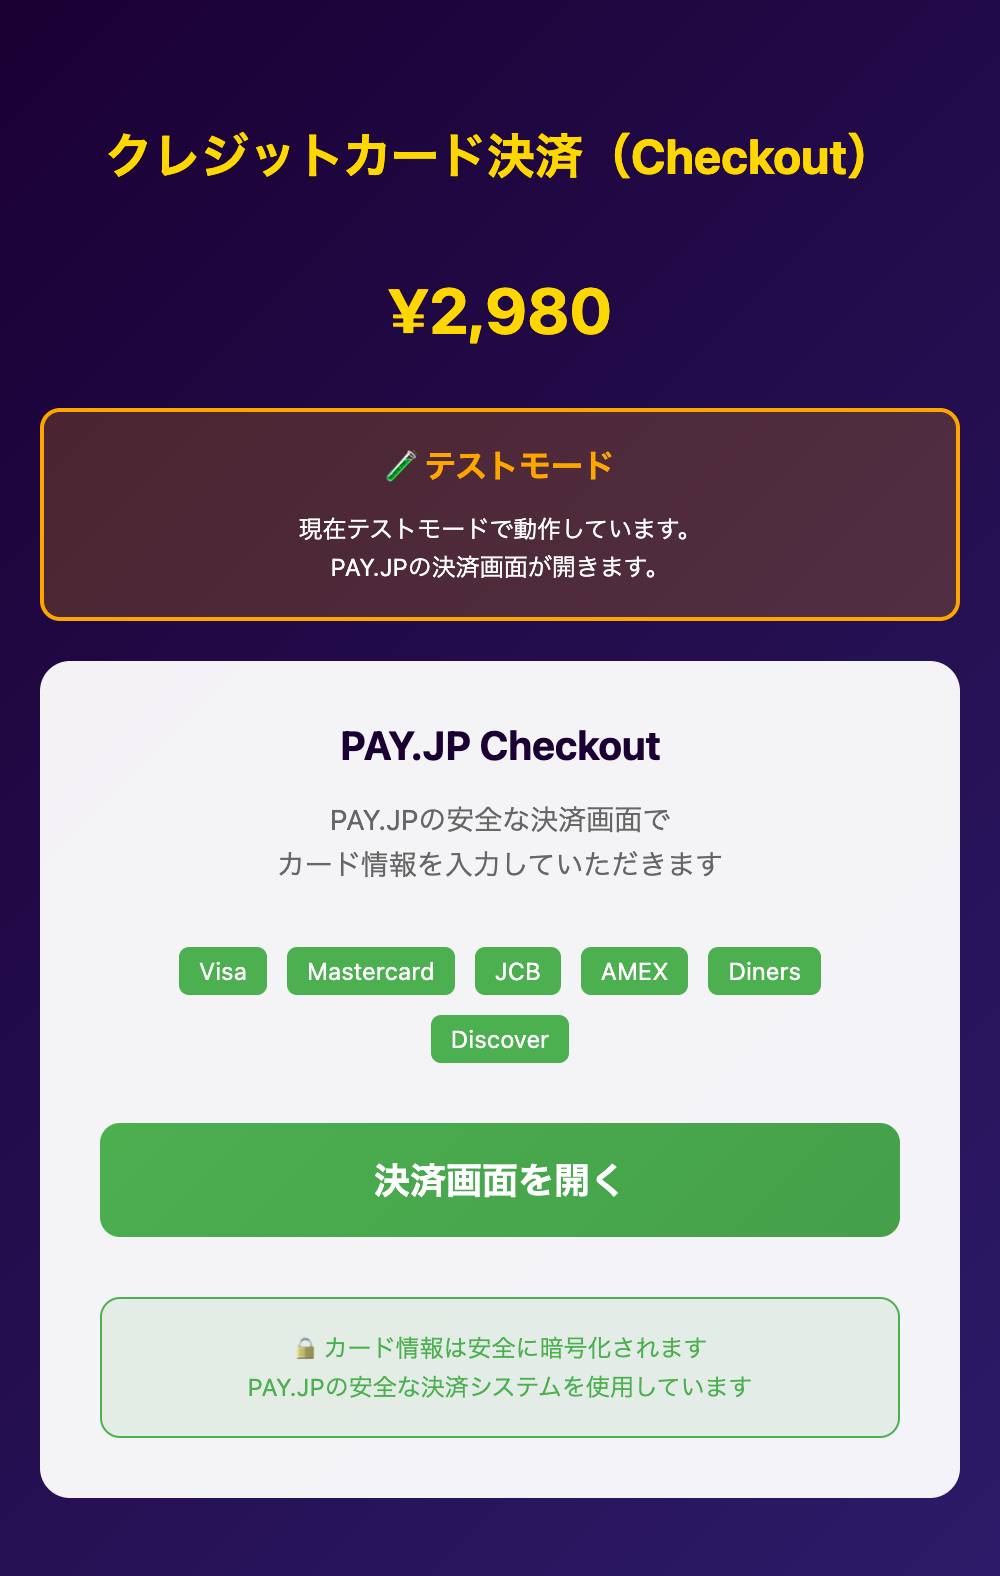 クレジットカード決済（Checkout）
¥2,980
テストモード
現在テストモードで動作しています。
PAY.JPの決済画面が開きます。
PAY.JP Checkout
PAY.JPの安全な決済画面で
カード情報を入力していただきます
Visa Mastercard JCB AMEX Diners
Discover
決済画面を開く
カード情報は安全に暗号化されます
PAY.JPの安全な決済システムを使用しています